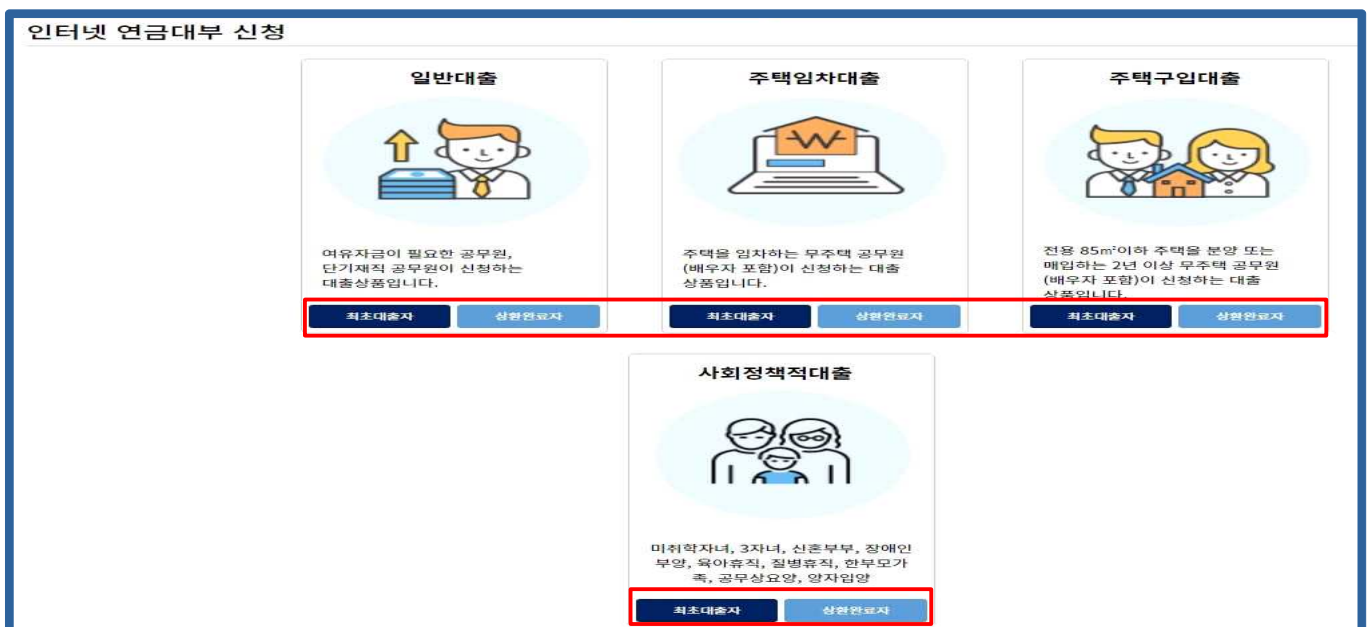 인터넷 연금대부 신청
일반대출
주택임차대출
주택구입대출
여유자금이 필요한 공무원,
단기재직 공무원이 신청하는
대출상품입니다.
주택을 임차하는 무주택 공무원
(배우자 포함)이 신청하는 대출
상품입니다.
전용 85㎡이하 주택을 분양 또는
매입하는 2년 이상 무주택 공무원
(배우자 포함)이 신청하는 대출
상품입니다.
최초대출자 상환완료자
최초대출자 상환완료자
최초대출자 상환완료자
사회정책적대출
미취학자녀, 3자녀, 신혼부부, 장애인
부양, 육아휴직, 질병휴직, 한부모가
족, 공무상요양, 양자입양
최초대출자 상환완료자